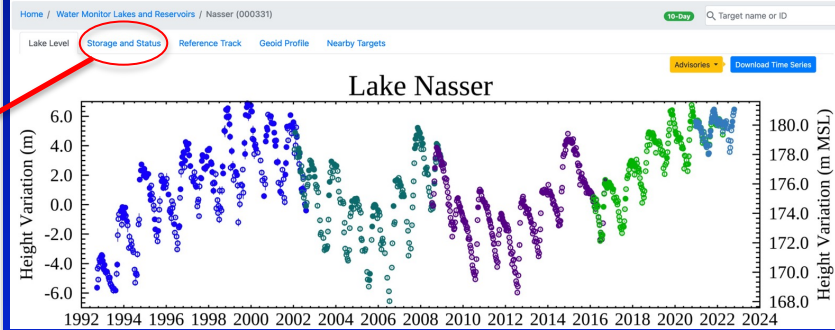 Home / Water Monitor Lakes and Reservoirs / Nasser (000331)
10-Day
Target name or ID
Lake Level Storage and Status Reference Track Geoid Profile Nearby Targets
Advisories Download Time Series
Lake Nasser
Height Variation (m)
6.0
4.0
2.0
0.0
-2.0
-4.0
-6.0
180.0
178.0
176.0
174.0
172.0
170.0
168.0
Height Variation (m MSL)
1992 1994 1996 1998 2000 2002 2004 2006 2008 2010 2012 2014 2016 2018 2020 2022 2024